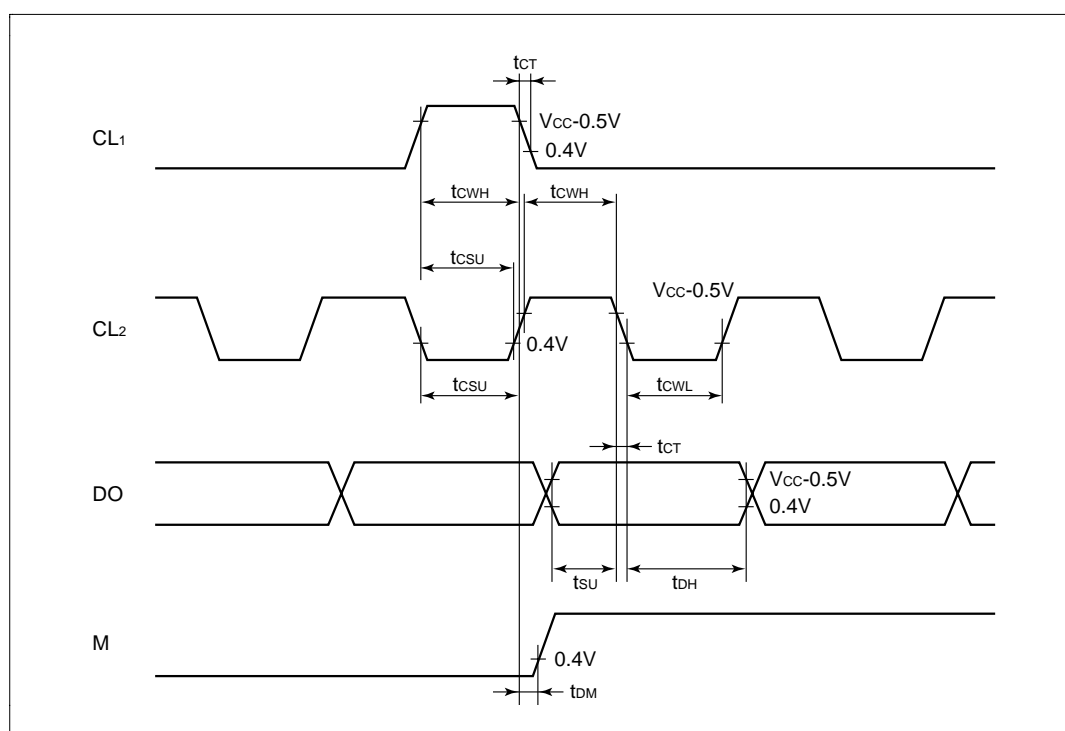 tCT
CL1
VCC-0.5V
0.4V
tCWH
tCWH
tCSU
VCC-0.5V
CL2
0.4V
tCSU
tCWL
tCT
DO
VCC-0.5V
0.4V
tSU
tDH
M
0.4V
tDM